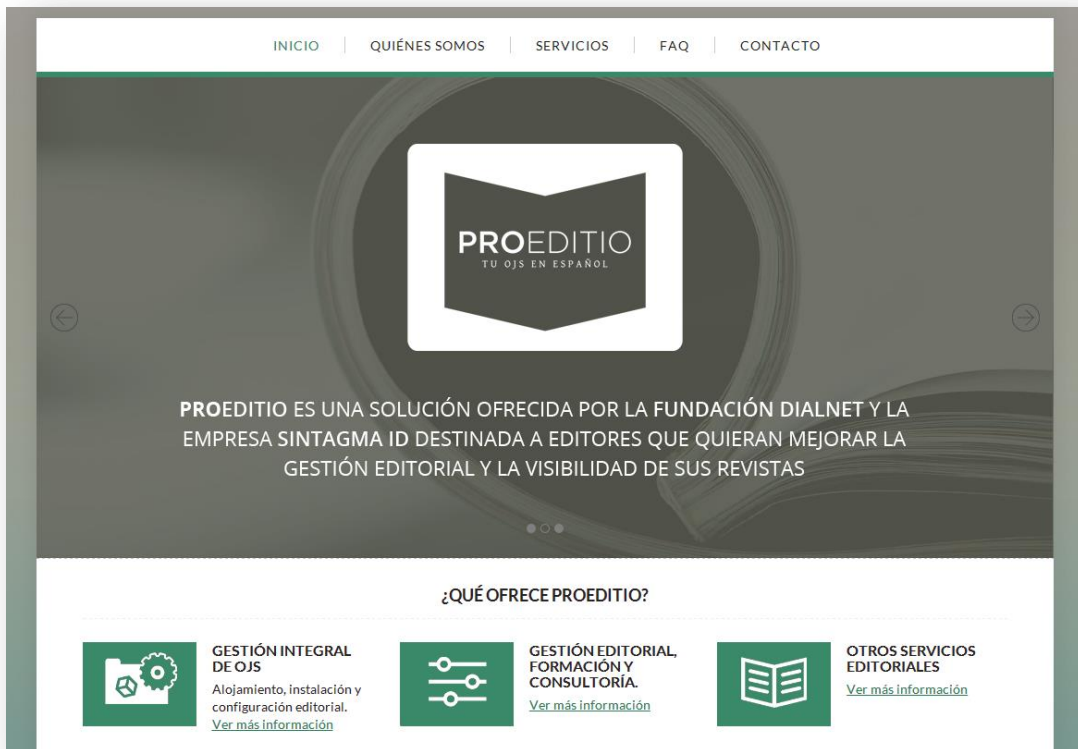 INICIO QUIÉNES SOMOS SERVICIOS FAQ CONTACTO
PROEDITIO
TU OJS EN ESPAÑOL
PROEDITIO ES UNA SOLUCIÓN OFRECIDA POR LA FUNDACIÓN DIALNET Y LA
EMPRESA SINTAGMA ID DESTINADA A EDITORES QUE QUIERAN MEJORAR LA
GESTIÓN EDITORIAL Y LA VISIBILIDAD DE SUS REVISTAS
¿QUÉ OFRECE PROEDITIO?
GESTIÓN INTEGRAL
DE OJS
Alojamiento, instalación y
configuración editorial.
Ver más información
GESTIÓN EDITORIAL,
FORMACIÓN Y
CONSULTORÍA.
Ver más información
OTROS SERVICIOS
EDITORIALES
Ver más información